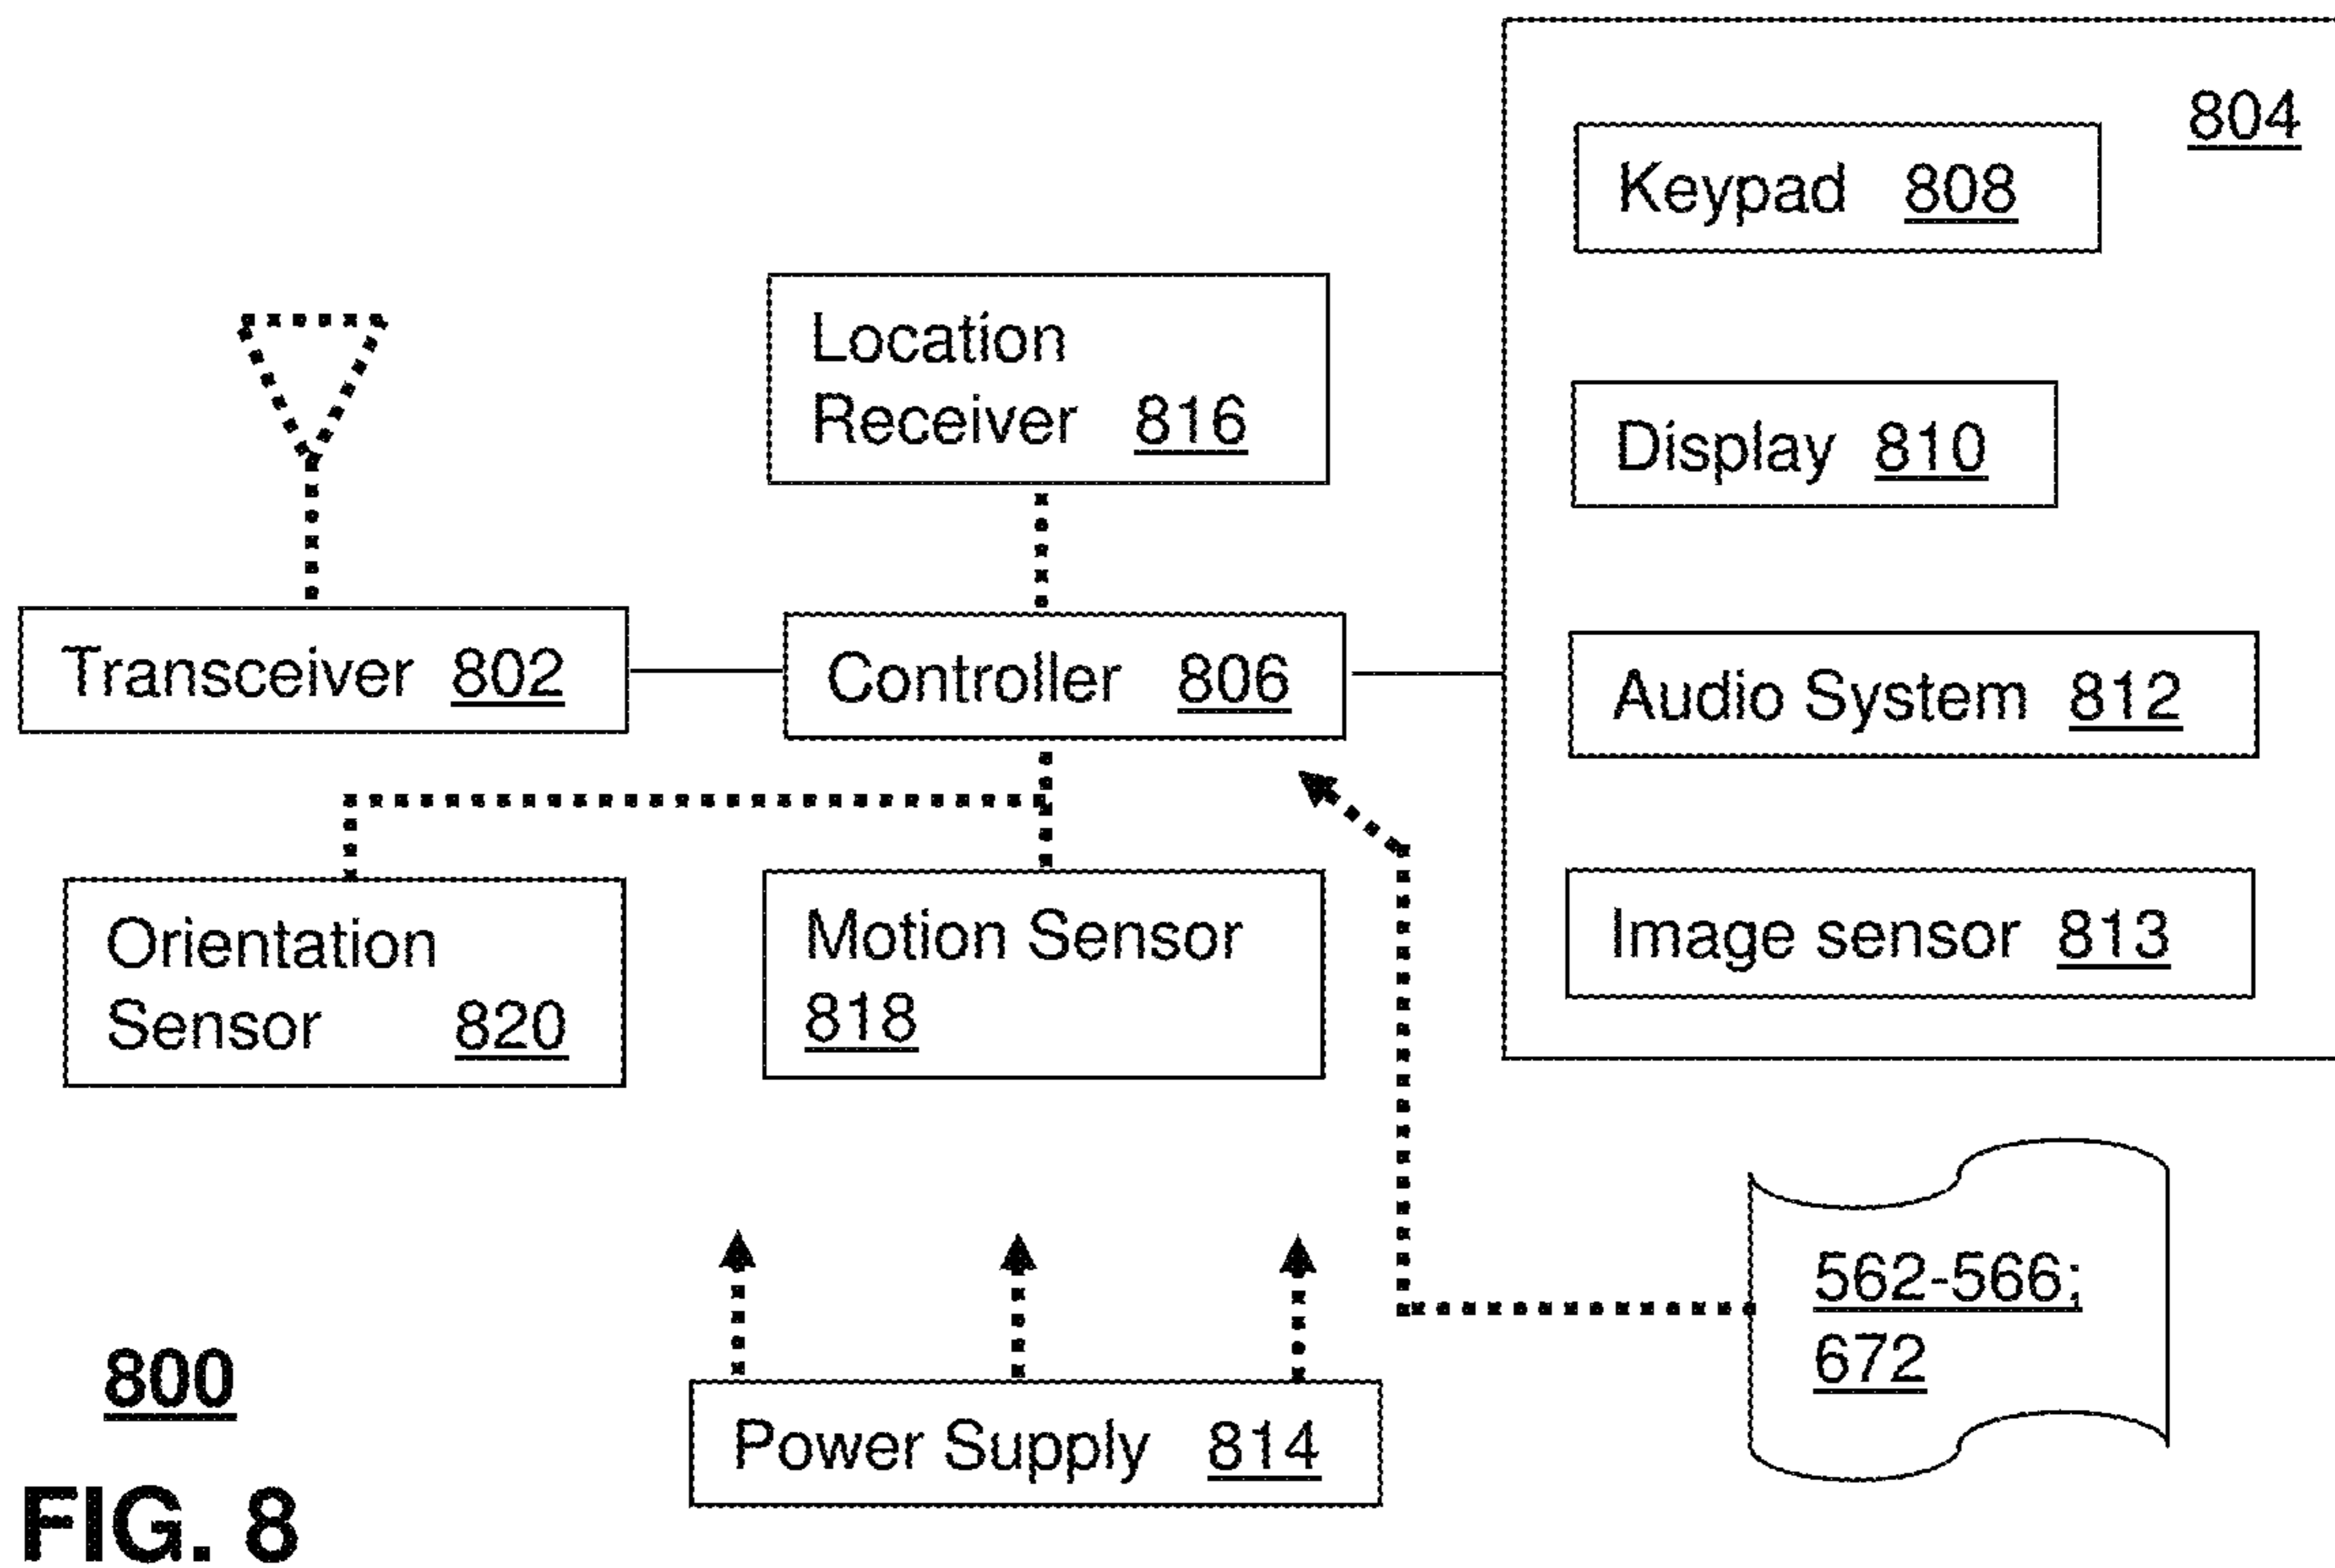 804
Keypad 808
Location
Receiver 816
Display 810
Transceiver 802
Controller 806
Audio System 812
Orientation
Sensor 820
Motion Sensor
818
Image sensor 813
562-566;
672
800
Power Supply 814
FIG. 8